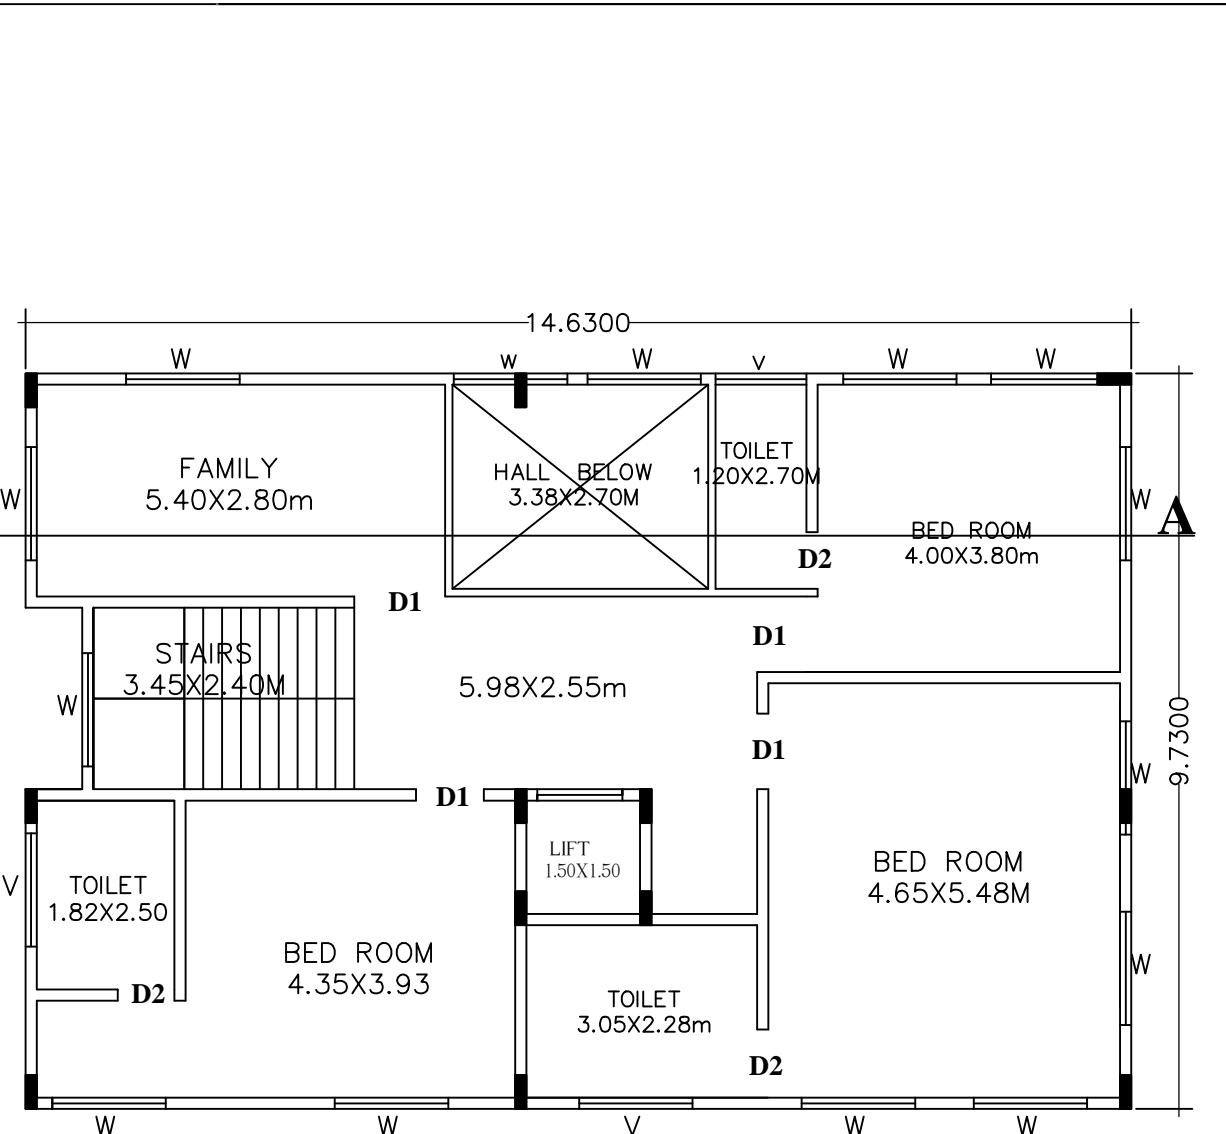 14.6300
W
W
W
V
W
W
FAMILY
5.40X2.80m
HALL BELOW
3.38X2.70M
TOILET
1.20X2.70M
W
W
A
BED ROOM
4.00X3.80m
D2
D1
D1
STAIRS
3.45X2.40M
5.98X2.55m
W
9.7300
D1
W
D1
LIFT
1.50X1.50
BED ROOM
4.65X5.48M
V
TOILET
1.82X2.50
BED ROOM
4.35X3.93
W
D2
TOILET
3.05X2.28m
D2
W
W
V
W
W